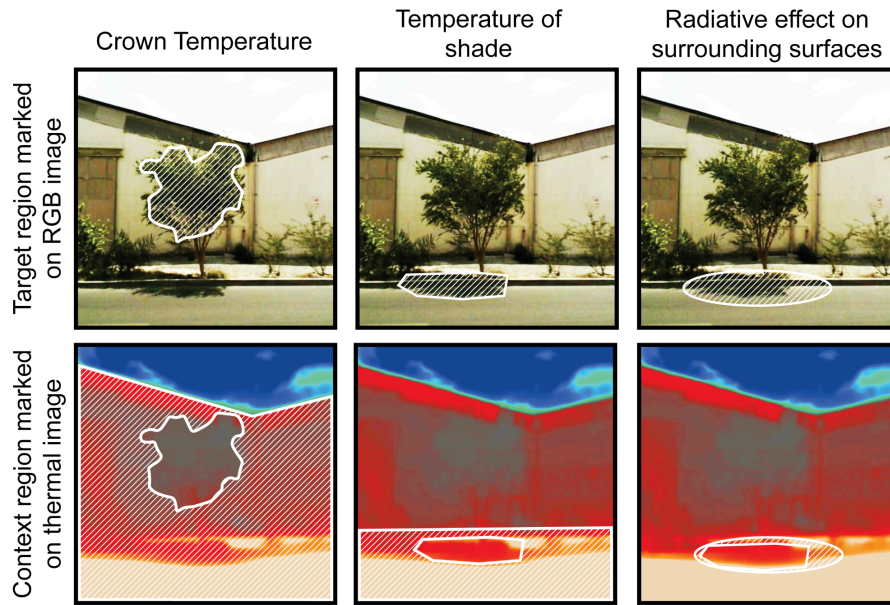 Crown Temperature
Temperature of
shade
Radiative effect on
surrounding surfaces
Target region marked
on RGB image
Context region marked
on thermal image